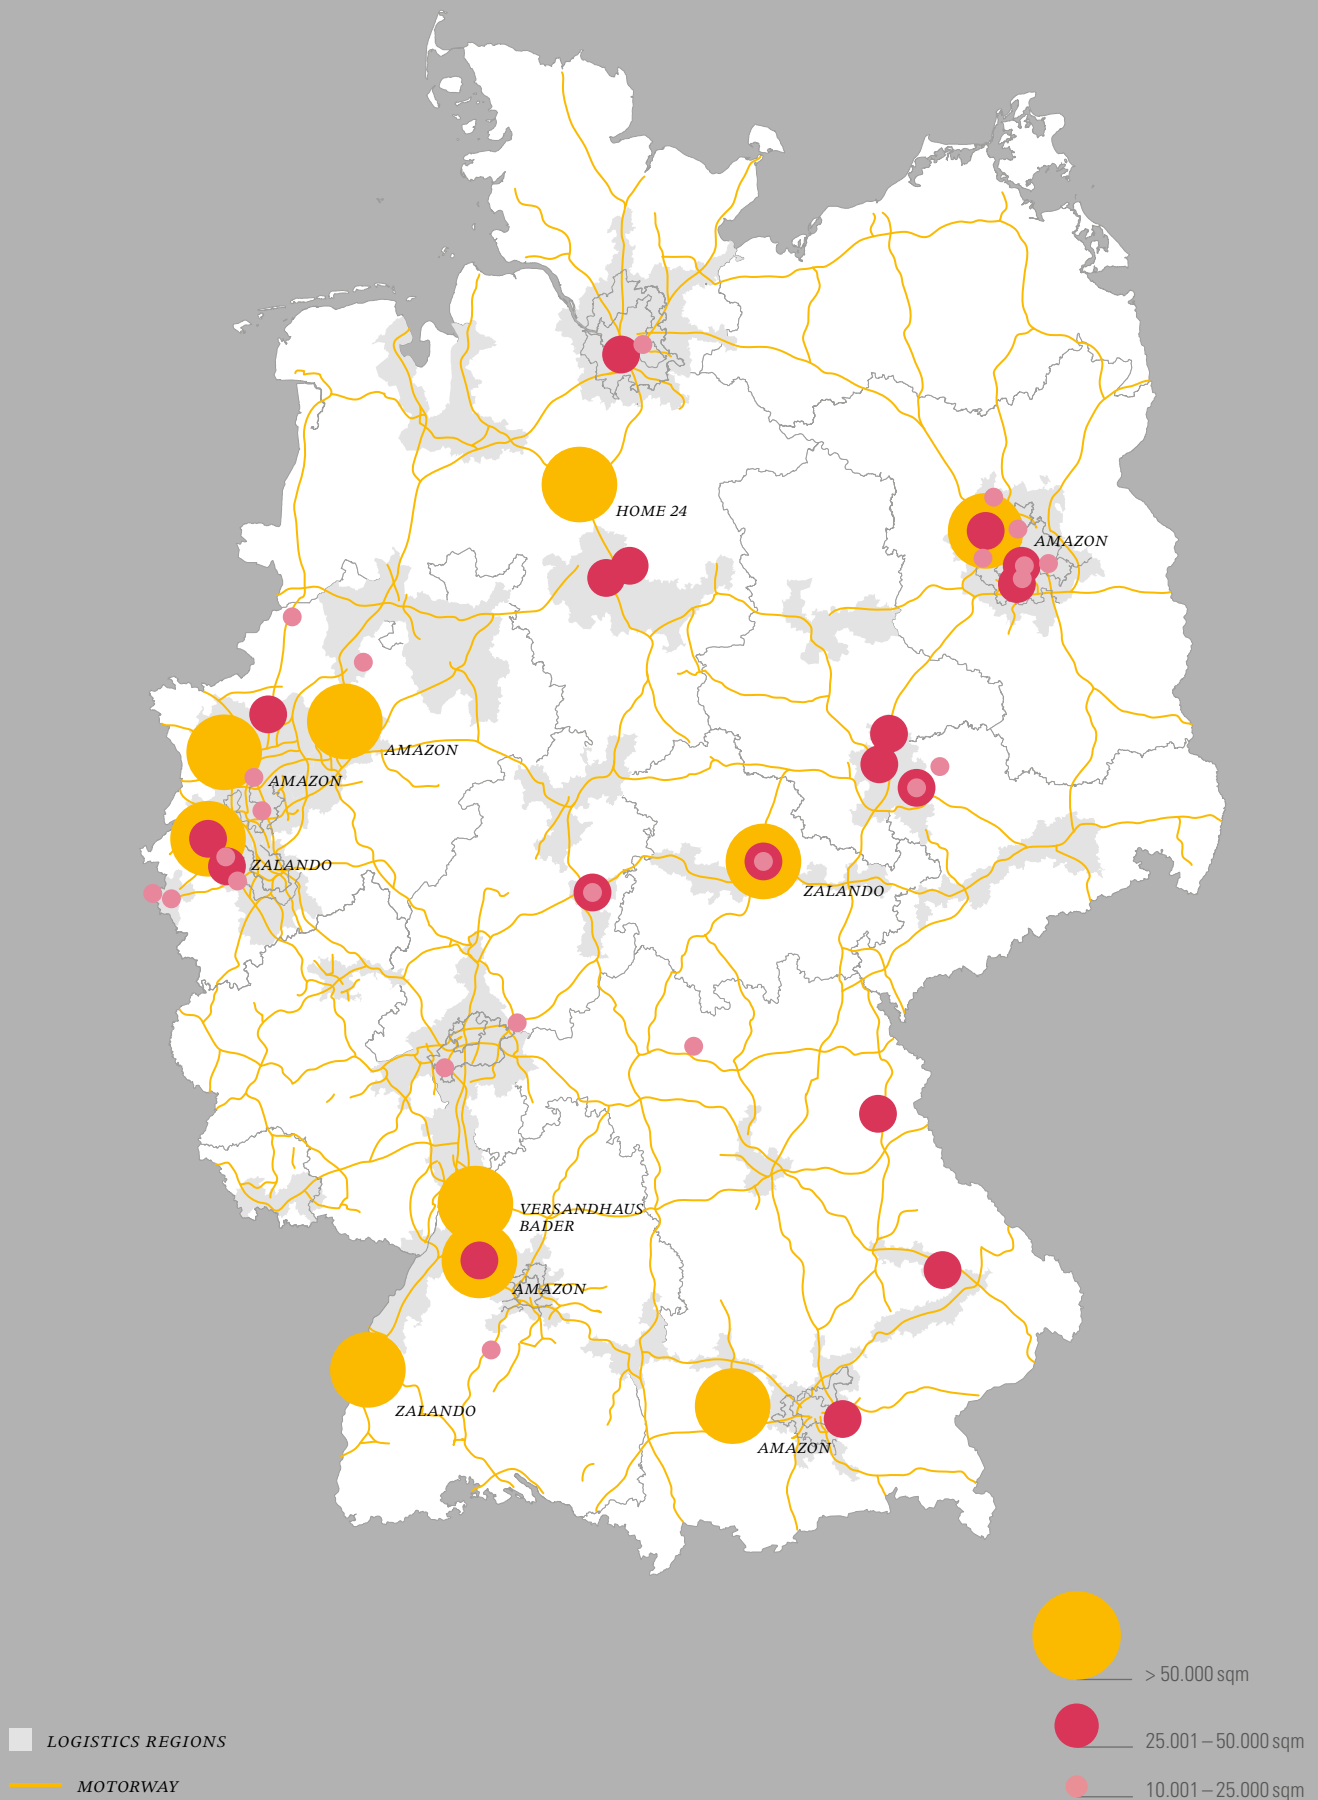 HOME 24
AMAZON
AMAZON
AMAZON
ZALANDO
ZALANDO
VERSANDHAUS
BADER
AMAZON
ZALANDO
AMAZON
> 50.000 sqm
25.001 – 50.000 sqm
10.001 – 25.000 sqm
LOGISTICS REGIONS
MOTORWAY